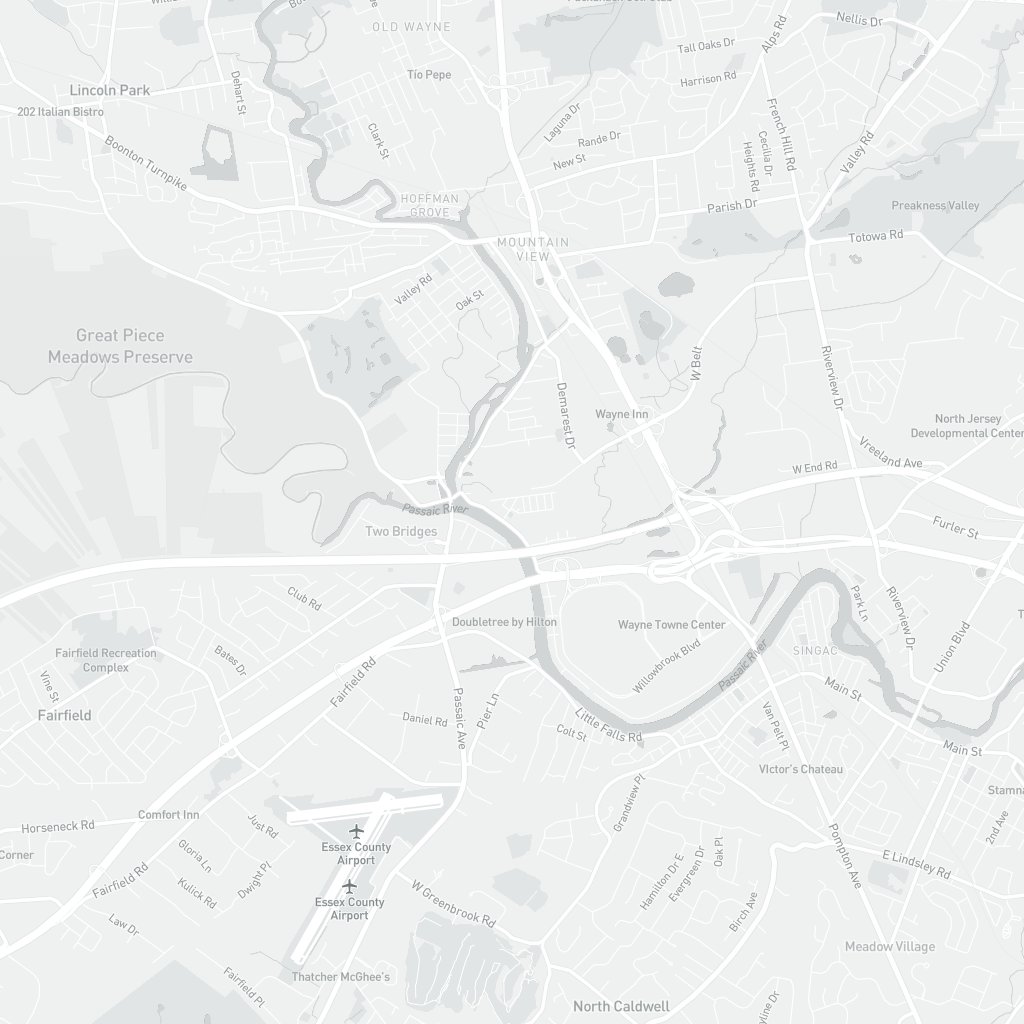 OLD WAYNE
Nellis Dr
Alps Rd
Tall Oaks Dr
Tío Pepe
Harrison Rd
Lincoln Park
Dehart St
202 Italian Bistro
Laguna Dr
Rande Dr
French Hill Rd
Clark St
Cecilia Dr
Valley Rd
New St
Heights Rd
Boonton Turnpike
HOFFMAN
GROVE
Parish Dr
Preakness Valley
MOUNTAIN
VIEW
Totowa Rd
Valley Rd
Oak St
Great Piece
Meadows Preserve
W Belt
Riverview Dr
Demarest Dr
Wayne Inn
North Jersey
Developmental Center
Vreeland Ave
W End Rd
Passaic River
Two Bridges
Furler St
Club Rd
Park Ln
Riverview Dr
Doubletree by Hilton
Wayne Towne Center
Union Blvd
Fairfield Recreation
Complex
Bates Dr
SINGAC
Passaic River
Willowbrook Blvd
Fairfield Rd
Vine St
Main St
Fairfield
Passaic Ave
Pier Ln
Daniel Rd
Little Falls Rd
Colt St
Van Pelt Pl
Main St
VIctor's Chateau
Stamna
Grandview Pl
Comfort Inn
Horseneck Rd
Just Rd
2nd Ave
Essex County
Airport
Corner
Gloria Ln
Oak Pl
Pompton Ave
E Lindsley Rd
Hamilton Dr E
Evergreen Dr
Fairfield Rd
Kulick Rd
Dwight Pl
Essex County
Airport
W Greenbrook Rd
Birch Ave
Law Dr
Meadow Village
Fairfield Pl
Thatcher McGhee's
North Caldwell